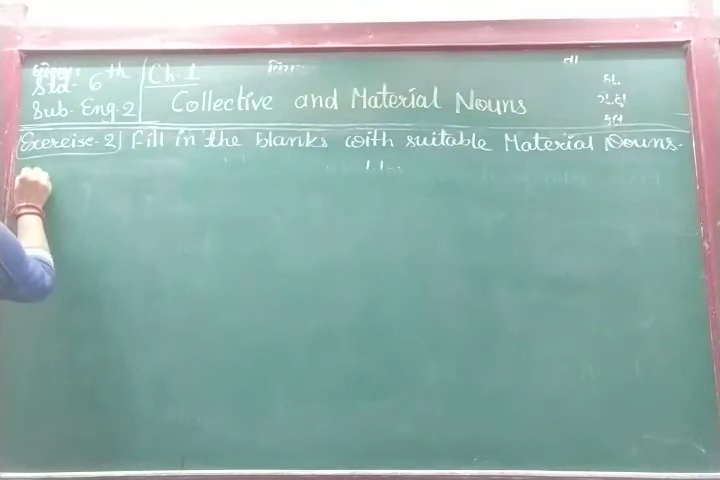 Std. 6th
Ch. 1
Sub. Eng. 2
Collective and Material Nouns
Exercise-2 Fill in the blanks with suitable Material Nouns.